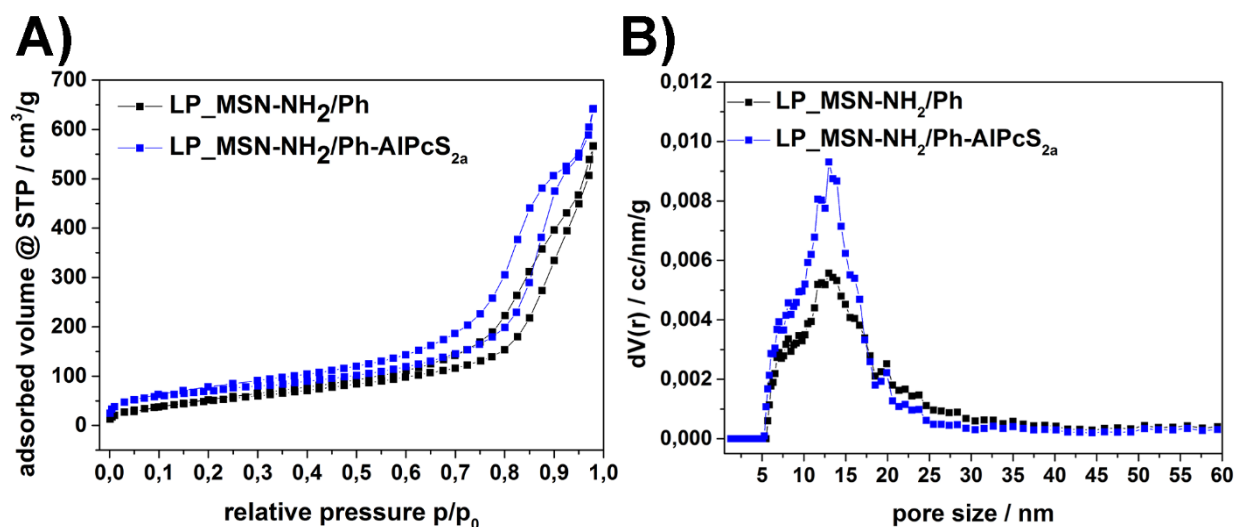 A)
700
600
500
400
300
200
100
0
adsorbed volume @ STP / cm³/g
LP_MSN-NH₂/Ph
LP_MSN-NH₂/Ph-AlPcS₂ₐ
0,0 0,1 0,2 0,3 0,4 0,5 0,6 0,7 0,8 0,9 1,0
relative pressure p/p₀
B)
0,012
0,010
0,008
0,006
0,004
0,002
0,000
dV(r) / cc/nm/g
LP_MSN-NH₂/Ph
LP_MSN-NH₂/Ph-AlPcS₂ₐ
5 10 15 20 25 30 35 40 45 50 55 60
pore size / nm